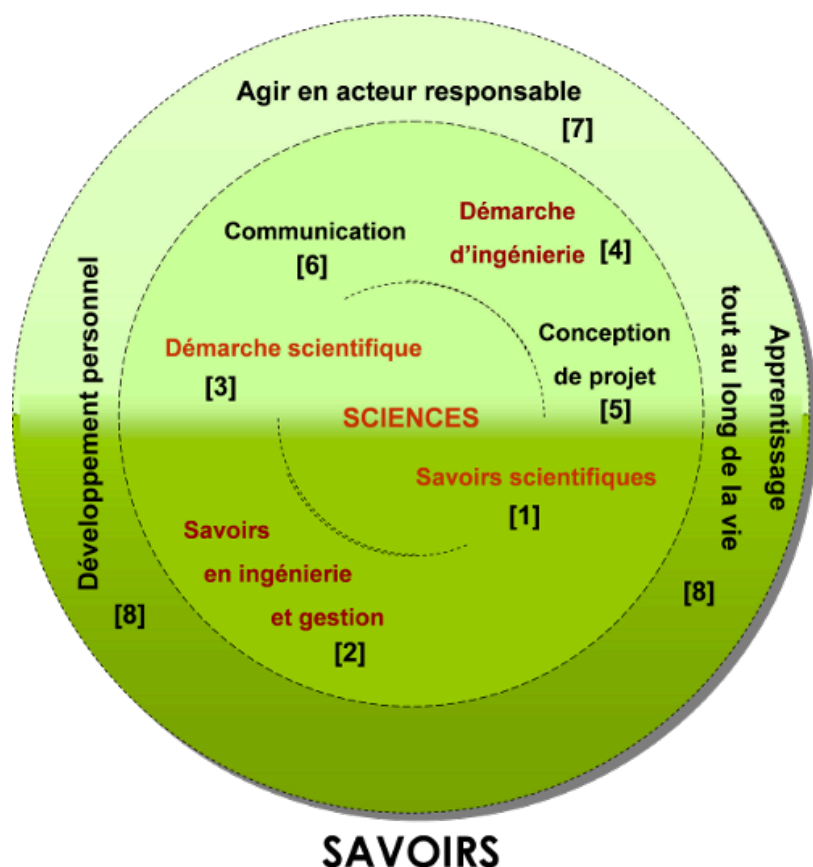 Agir en acteur responsable
[7]
Démarche
d'ingénierie [4]
Communication
[6]
Développement personnel
[8]
Démarche scientifique
[3]
Conception
de projet
[5]
Apprentissage
tout au long de la vie
[8]
SCIENCES
Savoirs scientifiques
[1]
Savoirs
en ingénierie
et gestion
[2]
SAVOIRS